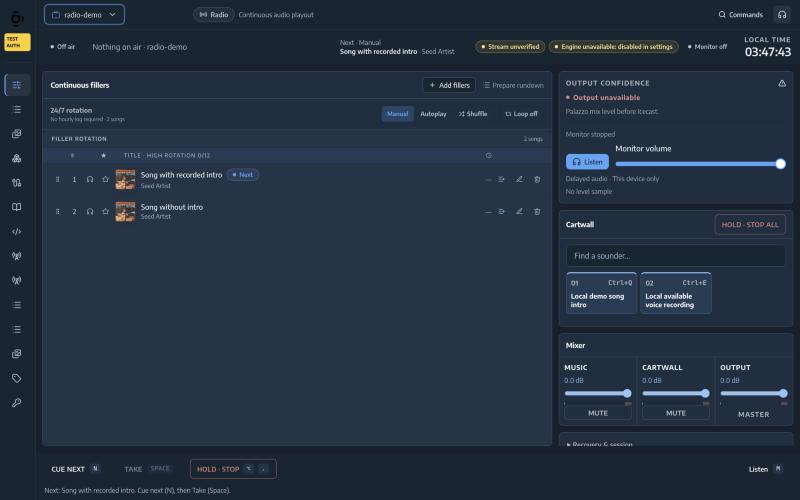 radio-demo
Radio
Continuous audio playout
Commands
TEST AUTH
Off air
Nothing on air · radio-demo
Next · Manual
Song with recorded intro · Seed Artist
Stream unverified
Engine unavailable: disabled in settings
Monitor off
LOCAL TIME
03:47:43
Continuous fillers
Add fillers
Prepare rundown
24/7 rotation
No hourly log required · 2 songs
Manual
Autoplay
Shuffle
Loop off
FILLER ROTATION
2 songs
# ★ TITLE · HIGH ROTATION 0/12
1 Song with recorded intro Next
Seed Artist
—
2 Song without intro
Seed Artist
—
OUTPUT CONFIDENCE
Output unavailable
Palazzo mix level before Icecast.
Monitor stopped
Listen
Monitor volume
Delayed audio · This device only
No level sample
Cartwall
HOLD · STOP ALL
Find a sounder...
01 Ctrl+Q
Local demo song intro
02 Ctrl+E
Local available voice recording
Mixer
MUSIC
0.0 dB
MUTE
CARTWALL
0.0 dB
MUTE
OUTPUT
0.0 dB
MASTER
Recovery & session
CUE NEXT N
TAKE SPACE
HOLD · STOP ⌥ .
Listen M
Next: Song with recorded intro. Cue next (N), then Take (Space).